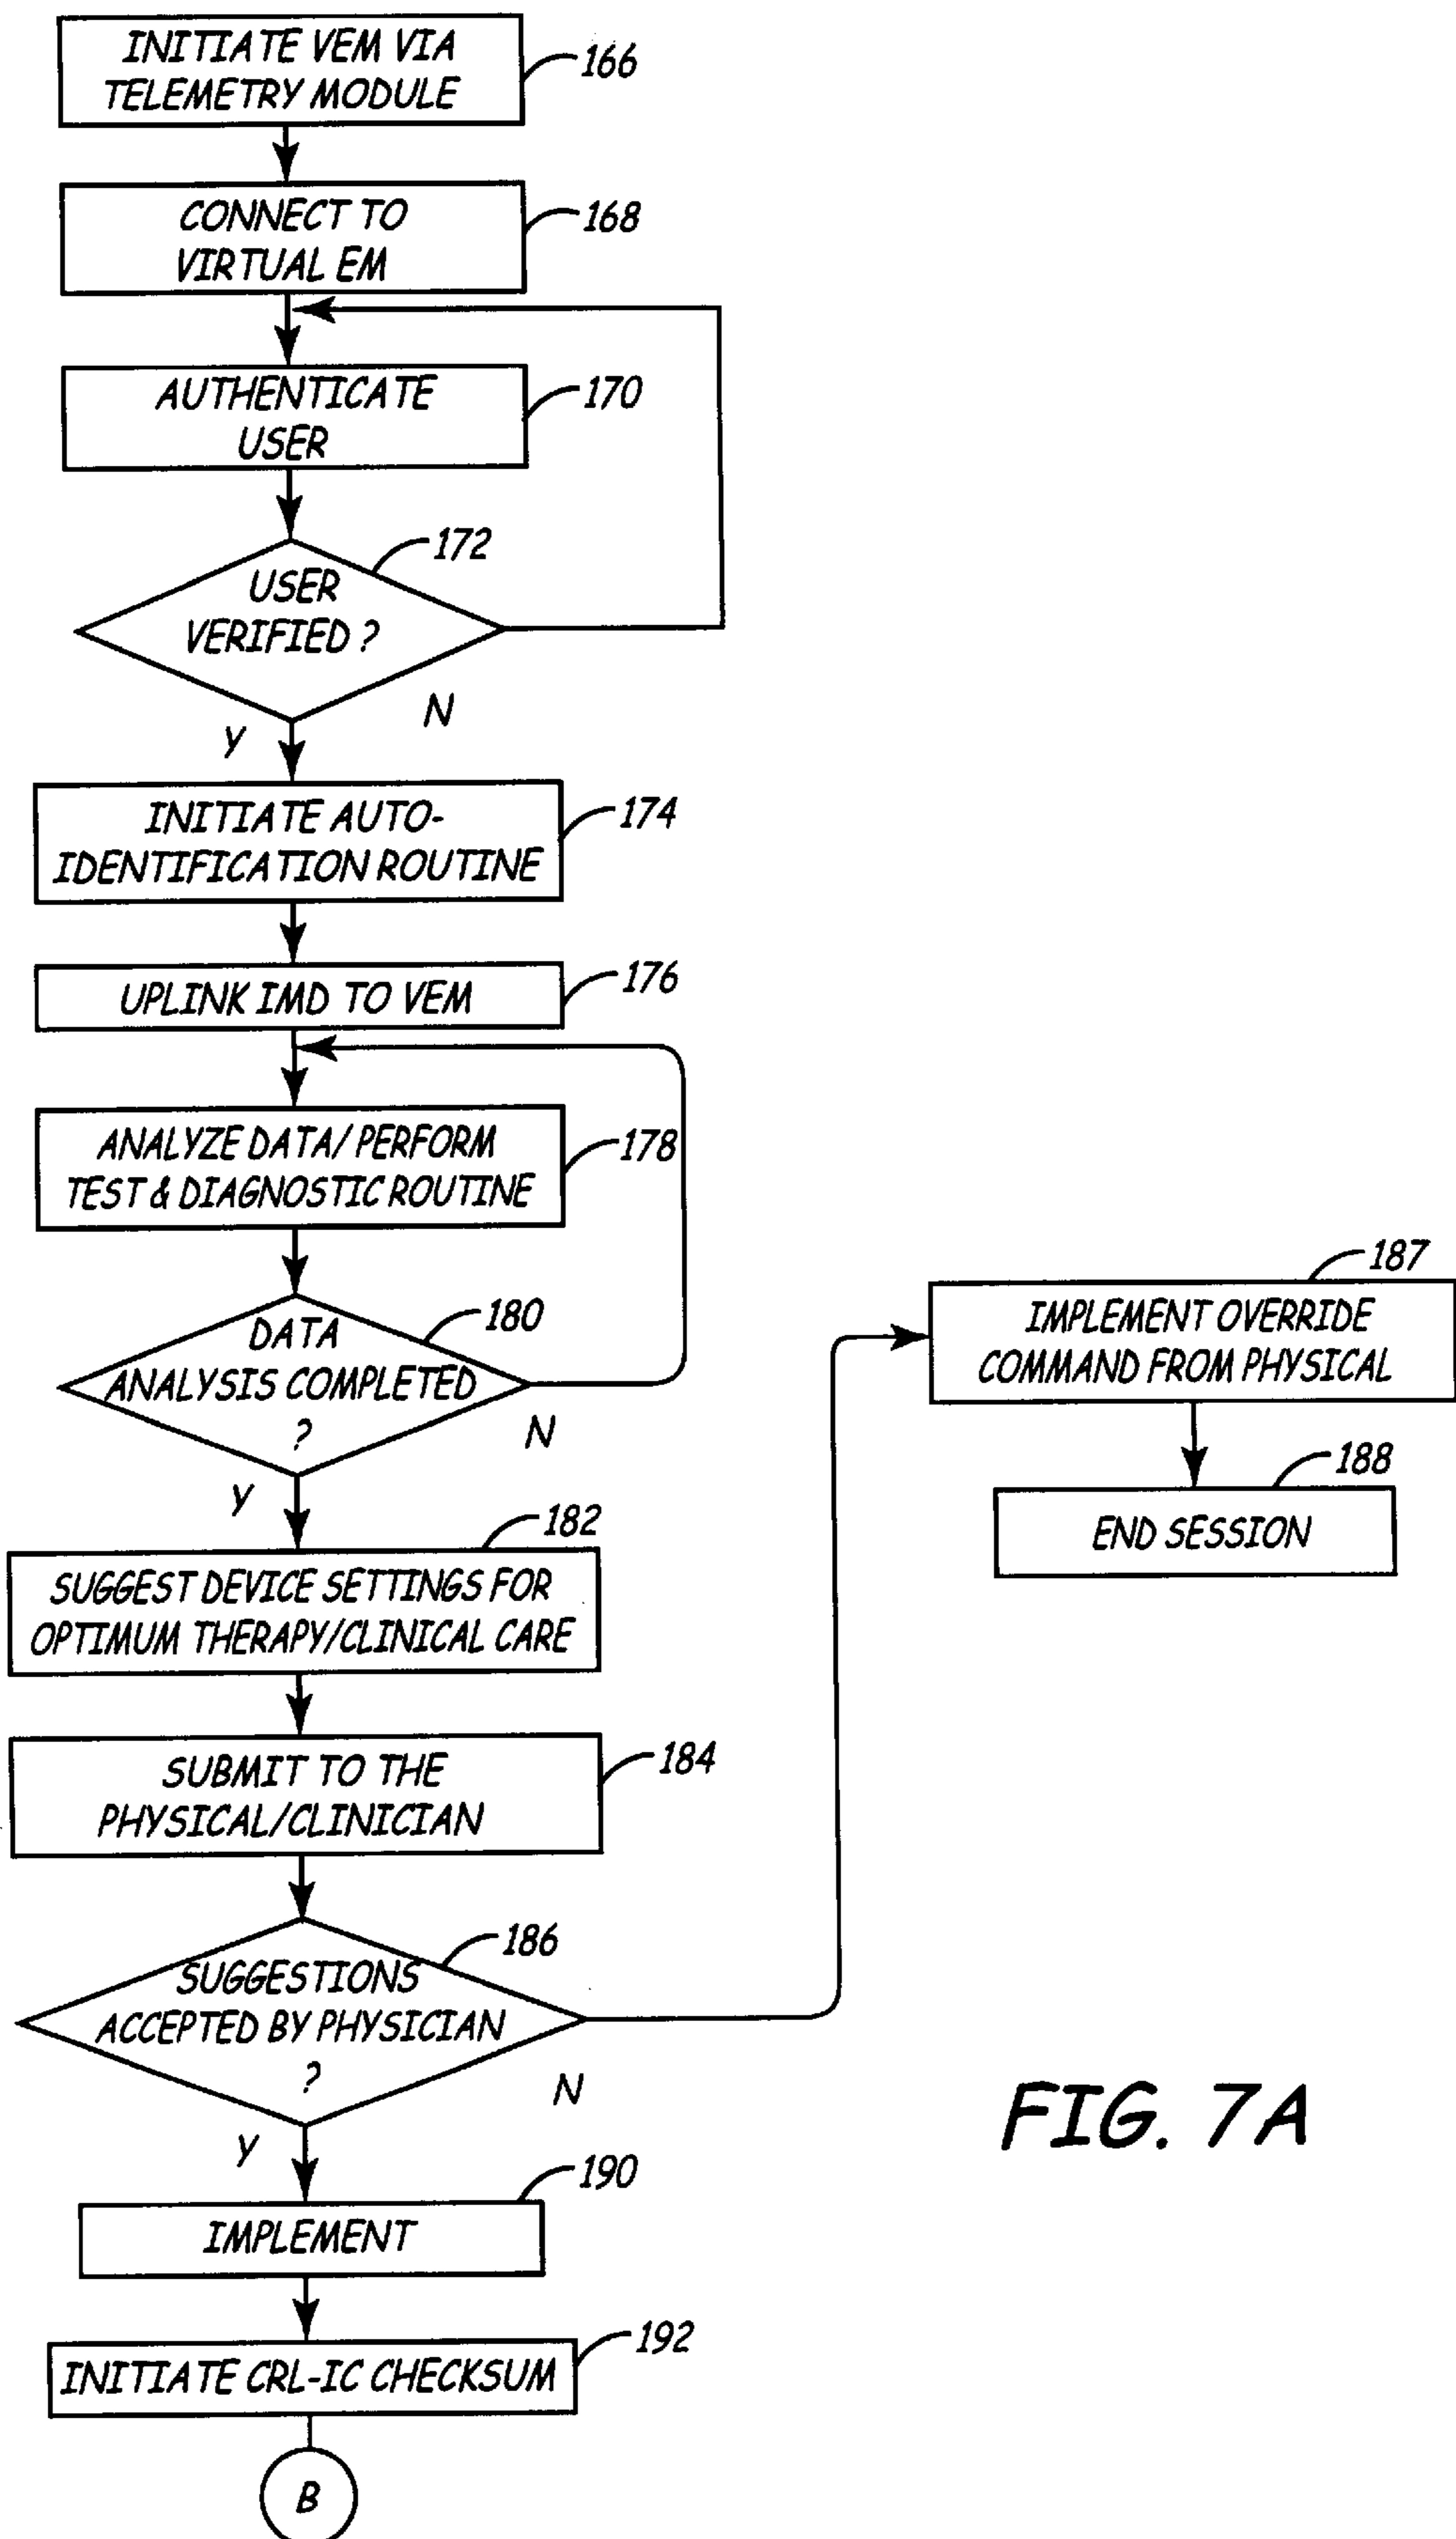 INITIATE VEM VIA
TELEMETRY MODULE
166
CONNECT TO
VIRTUAL EM
168
AUTHENTICATE
USER
170
172
USER
VERIFIED ?
N
Y
INITIATE AUTO-
IDENTIFICATION ROUTINE
174
UPLINK IMD TO VEM
176
ANALYZE DATA/PERFORM
TEST & DIAGNOSTIC ROUTINE
178
180
DATA
ANALYSIS COMPLETED
?
N
Y
182
SUGGEST DEVICE SETTINGS FOR
OPTIMUM THERAPY/CLINICAL CARE
SUBMIT TO THE
PHYSICAL/CLINICIAN
184
186
SUGGESTIONS
ACCEPTED BY PHYSICIAN
?
N
Y
187
IMPLEMENT OVERRIDE
COMMAND FROM PHYSICAL
188
END SESSION
190
IMPLEMENT
192
INITIATE CRL-IC CHECKSUM
B
FIG. 7A